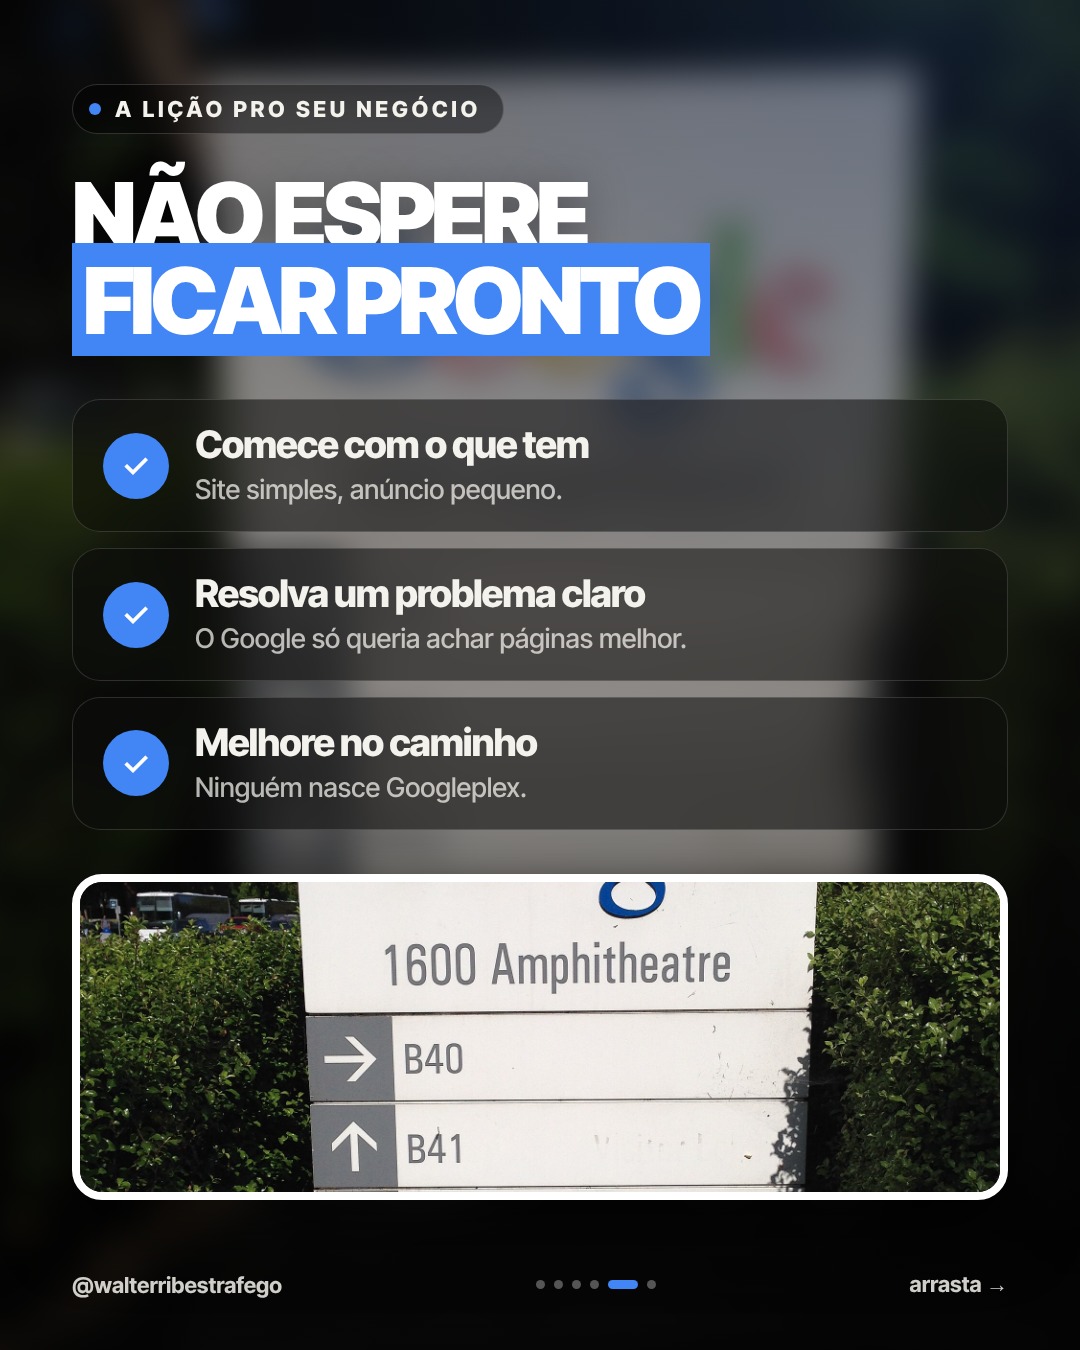 A LIÇÃO PRO SEU NEGÓCIO
NÃO ESPERE
FICAR PRONTO
Comece com o que tem
Site simples, anúncio pequeno.
Resolva um problema claro
O Google só queria achar páginas melhor.
Melhore no caminho
Ninguém nasce Googleplex.
1600 Amphitheatre
B40
B41
@walterribestrafego
arrasta →